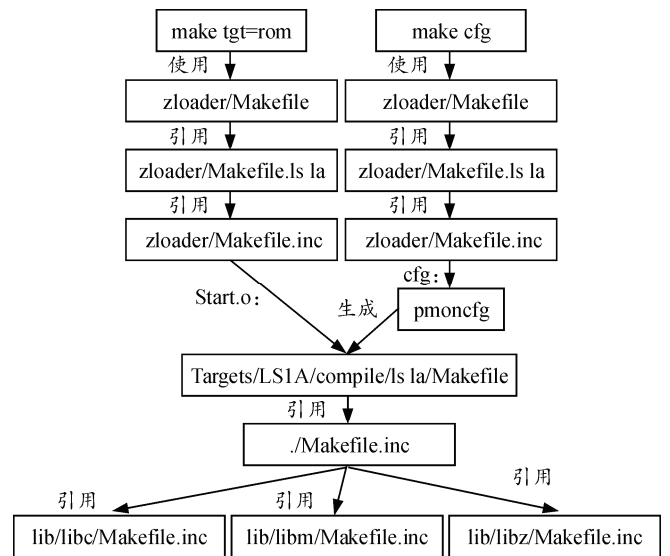 make tgt=rom
make cfg
使用
使用
zloader/Makefile
zloader/Makefile
引用
引用
zloader/Makefile.ls la
zloader/Makefile.ls la
引用
引用
zloader/Makefile.inc
zloader/Makefile.inc
cfg：
Start.o：
生成
pmoncfg
Targets/LS1A/compile/ls la/Makefile
引用
./Makefile.inc
引用
引用
引用
lib/libc/Makefile.inc
lib/libm/Makefile.inc
lib/libz/Makefile.inc